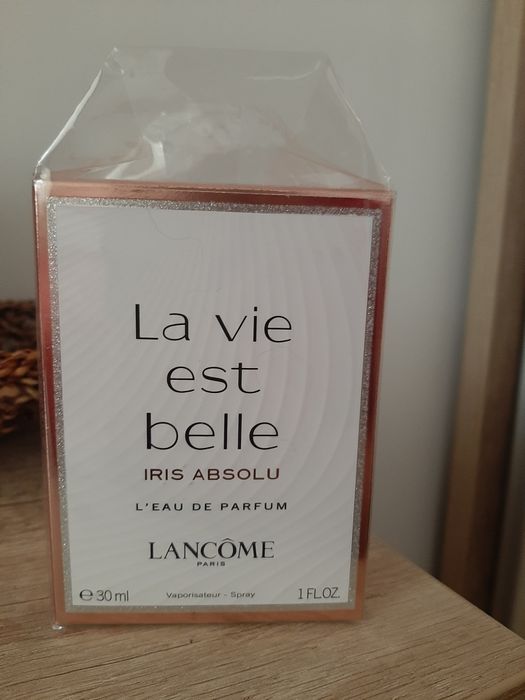 La vie
est
belle
IRIS ABSOLU
L'EAU DE PARFUM
LANCÔME
PARIS
℮ 30 ml Vaporisateur - Spray 1 FL.OZ.